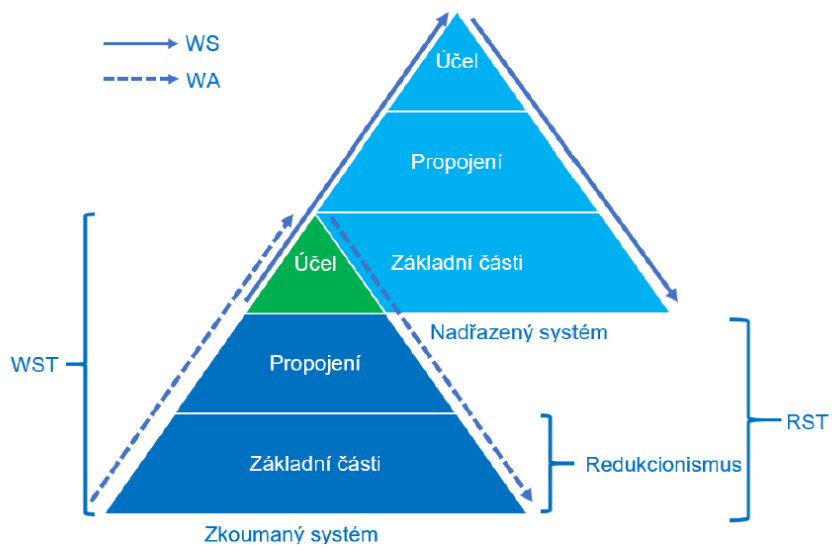 WS
WA
Účel
Propojení
Základní části
Nadřazený systém
WST
Účel
Propojení
Základní části
Zkoumaný systém
Redukcionismus
RST